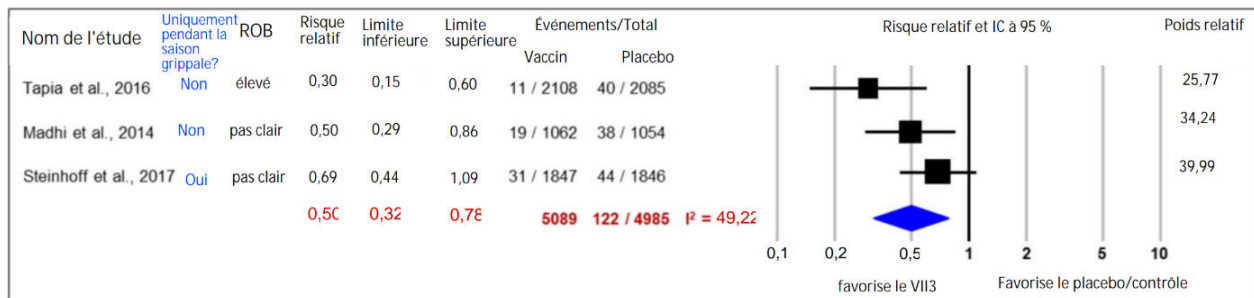 Nom de l'étude Uniquement pendant la saison grippale? ROB Risque relatif Limite inférieure Limite supérieure Événements/Total Vaccin Placebo Risque relatif et IC à 95 % Poids relatif
Tapia et al., 2016 Non élevé 0,30 0,15 0,60 11 / 2108 40 / 2085 25,77
Madhi et al., 2014 Non pas clair 0,50 0,29 0,86 19 / 1062 38 / 1054 34,24
Steinhoff et al., 2017 Oui pas clair 0,69 0,44 1,09 31 / 1847 44 / 1846 39,99
0,50 0,32 0,78 5089 122 / 4985 I² = 49,22
0,1 0,2 0,5 1 2 5 10
favorise le VII3 Favorise le placebo/contrôle